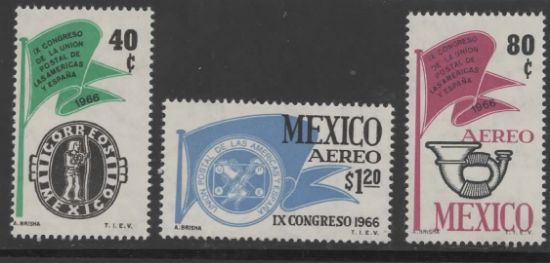 40
¢
IX CONGRESO
DE LA UNION
POSTAL DE
LAS AMERICAS
Y ESPAÑA
1966
CORREOS
MEXICO
A. BRISHA
T. I. E. V.
MEXICO
AEREO
$1.20
UNION POSTAL DE LAS AMERICAS Y ESPAÑA
IX CONGRESO 1966
A. BRISHA
T. I. E. V.
80
¢
IX CONGRESO
DE LA UNION
POSTAL DE
LAS AMERICAS
Y ESPAÑA
1966
AEREO
MEXICO
A. BRISHA
T. I. E. V.